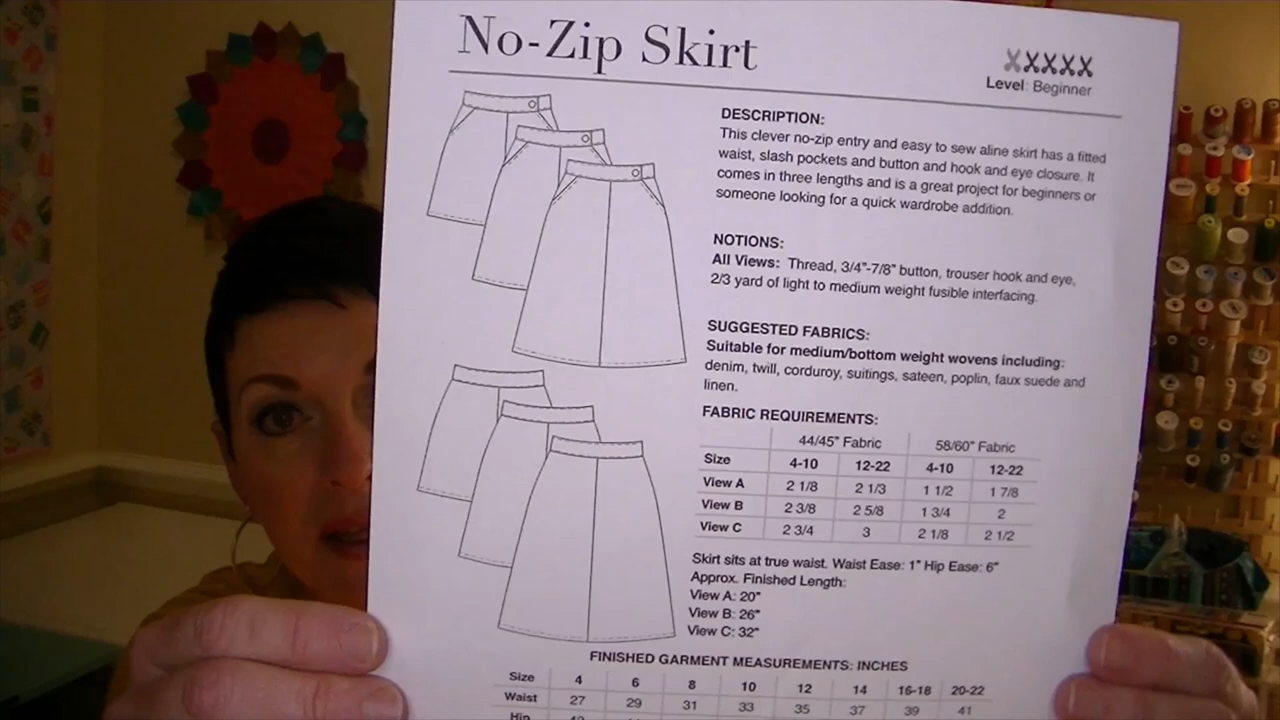 No-Zip Skirt
Level: Beginner
DESCRIPTION:
This clever no-zip entry and easy to sew aline skirt has a fitted
waist, slash pockets and button and hook and eye closure. It
comes in three lengths and is a great project for beginners or
someone looking for a quick wardrobe addition.
NOTIONS:
All Views: Thread, 3/4"-7/8" button, trouser hook and eye,
2/3 yard of light to medium weight fusible interfacing.
SUGGESTED FABRICS:
Suitable for medium/bottom weight wovens including:
denim, twill, corduroy, suitings, sateen, poplin, faux suede and
linen.
FABRIC REQUIREMENTS:
44/45" Fabric 58/60" Fabric
Size 4-10 12-22 4-10 12-22
View A 2 1/8 2 1/3 1 1/2 1 7/8
View B 2 3/8 2 5/8 1 3/4 2
View C 2 3/4 3 2 1/8 2 1/2
Skirt sits at true waist. Waist Ease: 1" Hip Ease: 6"
Approx. Finished Length:
View A: 20"
View B: 26"
View C: 32"
FINISHED GARMENT MEASUREMENTS: INCHES
Size 4 6 8 10 12 14 16-18 20-22
Waist 27 29 31 33 35 37 39 41
Hip